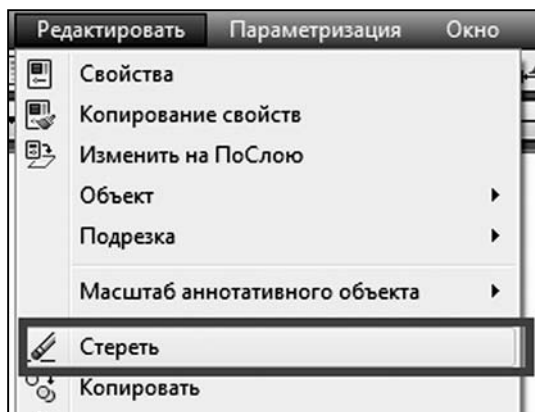 Редактировать Параметризация Окно
Свойства
Копирование свойств
Изменить на ПоСлою
Объект
Подрезка
Масштаб аннотативного объекта
Стереть
Копировать